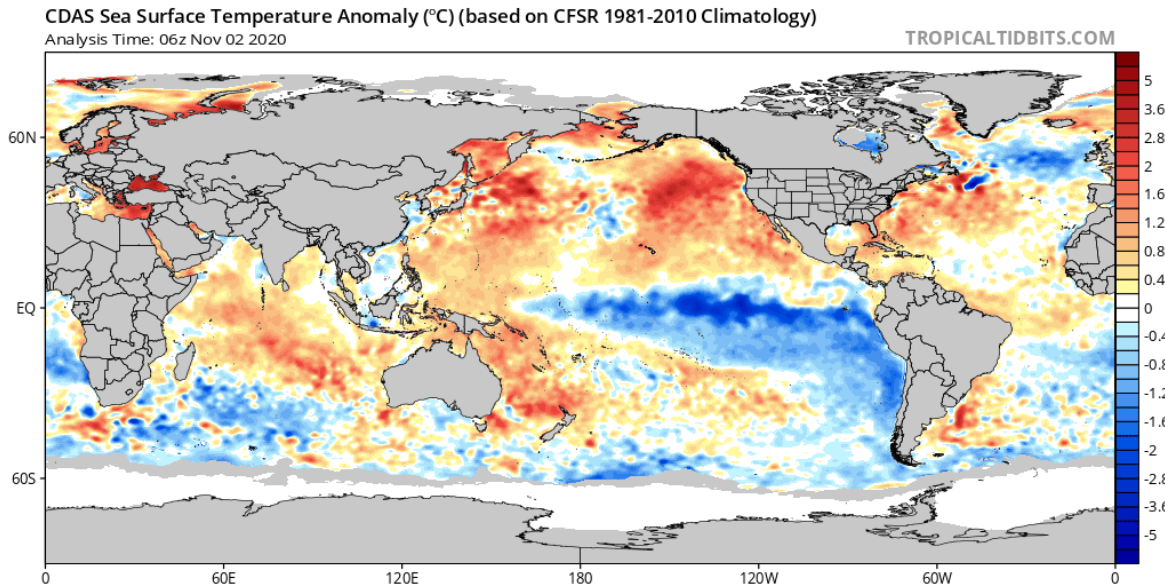 CDAS Sea Surface Temperature Anomaly (°C) (based on CFSR 1981-2010 Climatology)
Analysis Time: 06z Nov 02 2020
TROPICALTIDBITS.COM
5
3.6
2.8
2
1.6
1.2
0.8
0.4
0
-0.4
-0.8
-1.2
-1.6
-2
-2.8
-3.6
-5
60N
EQ
60S
0
60E
120E
180
120W
60W
0